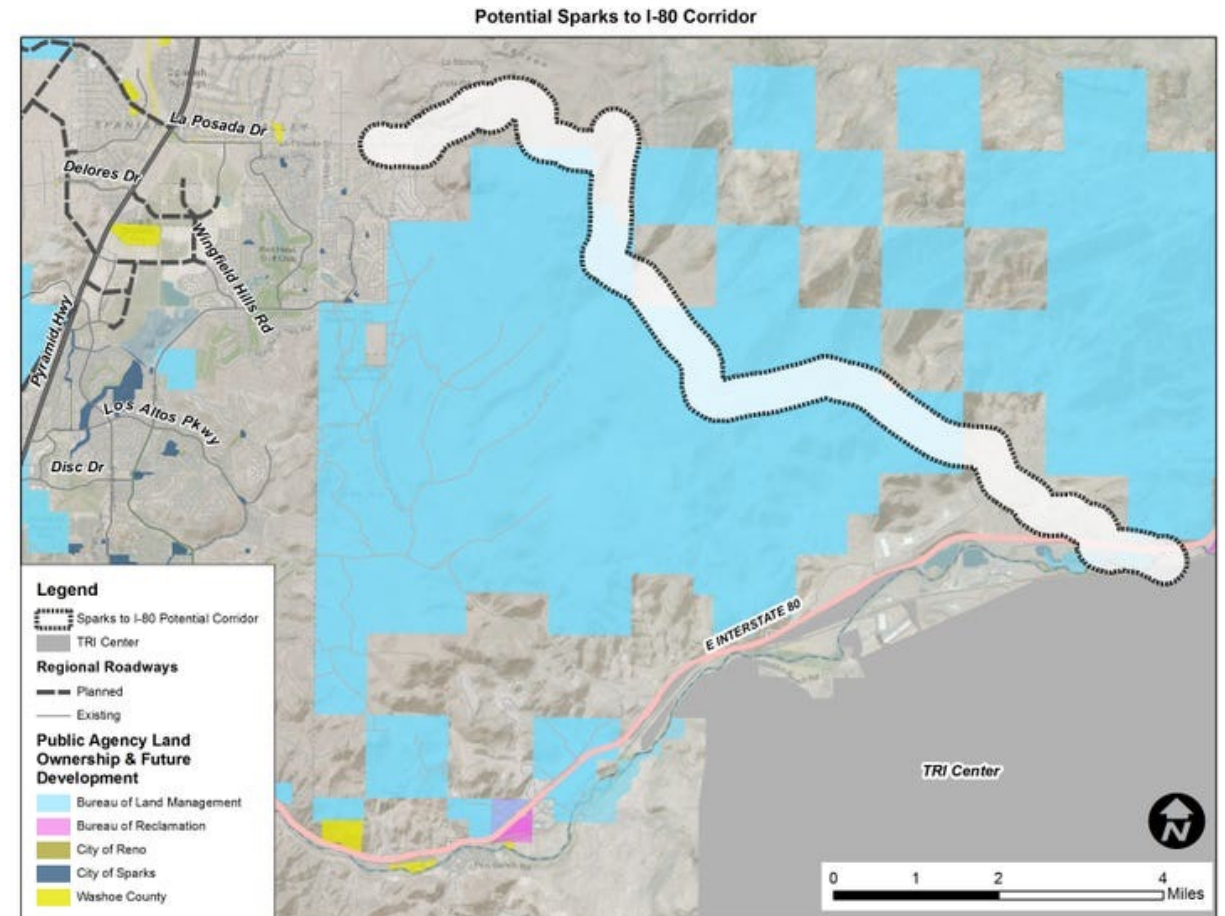 Potential Sparks to I-80 Corridor
La Posada Dr
Delores Dr
Wingfield Hills Rd
Pyramid Hwy
Los Altos Pkwy
Disc Dr
E INTERSTATE 80
TRI Center
Legend
Sparks to I-80 Potential Corridor
TRI Center
Regional Roadways
Planned
Existing
Public Agency Land
Ownership & Future
Development
Bureau of Land Management
Bureau of Reclamation
City of Reno
City of Sparks
Washoe County
N
0 1 2 4
Miles